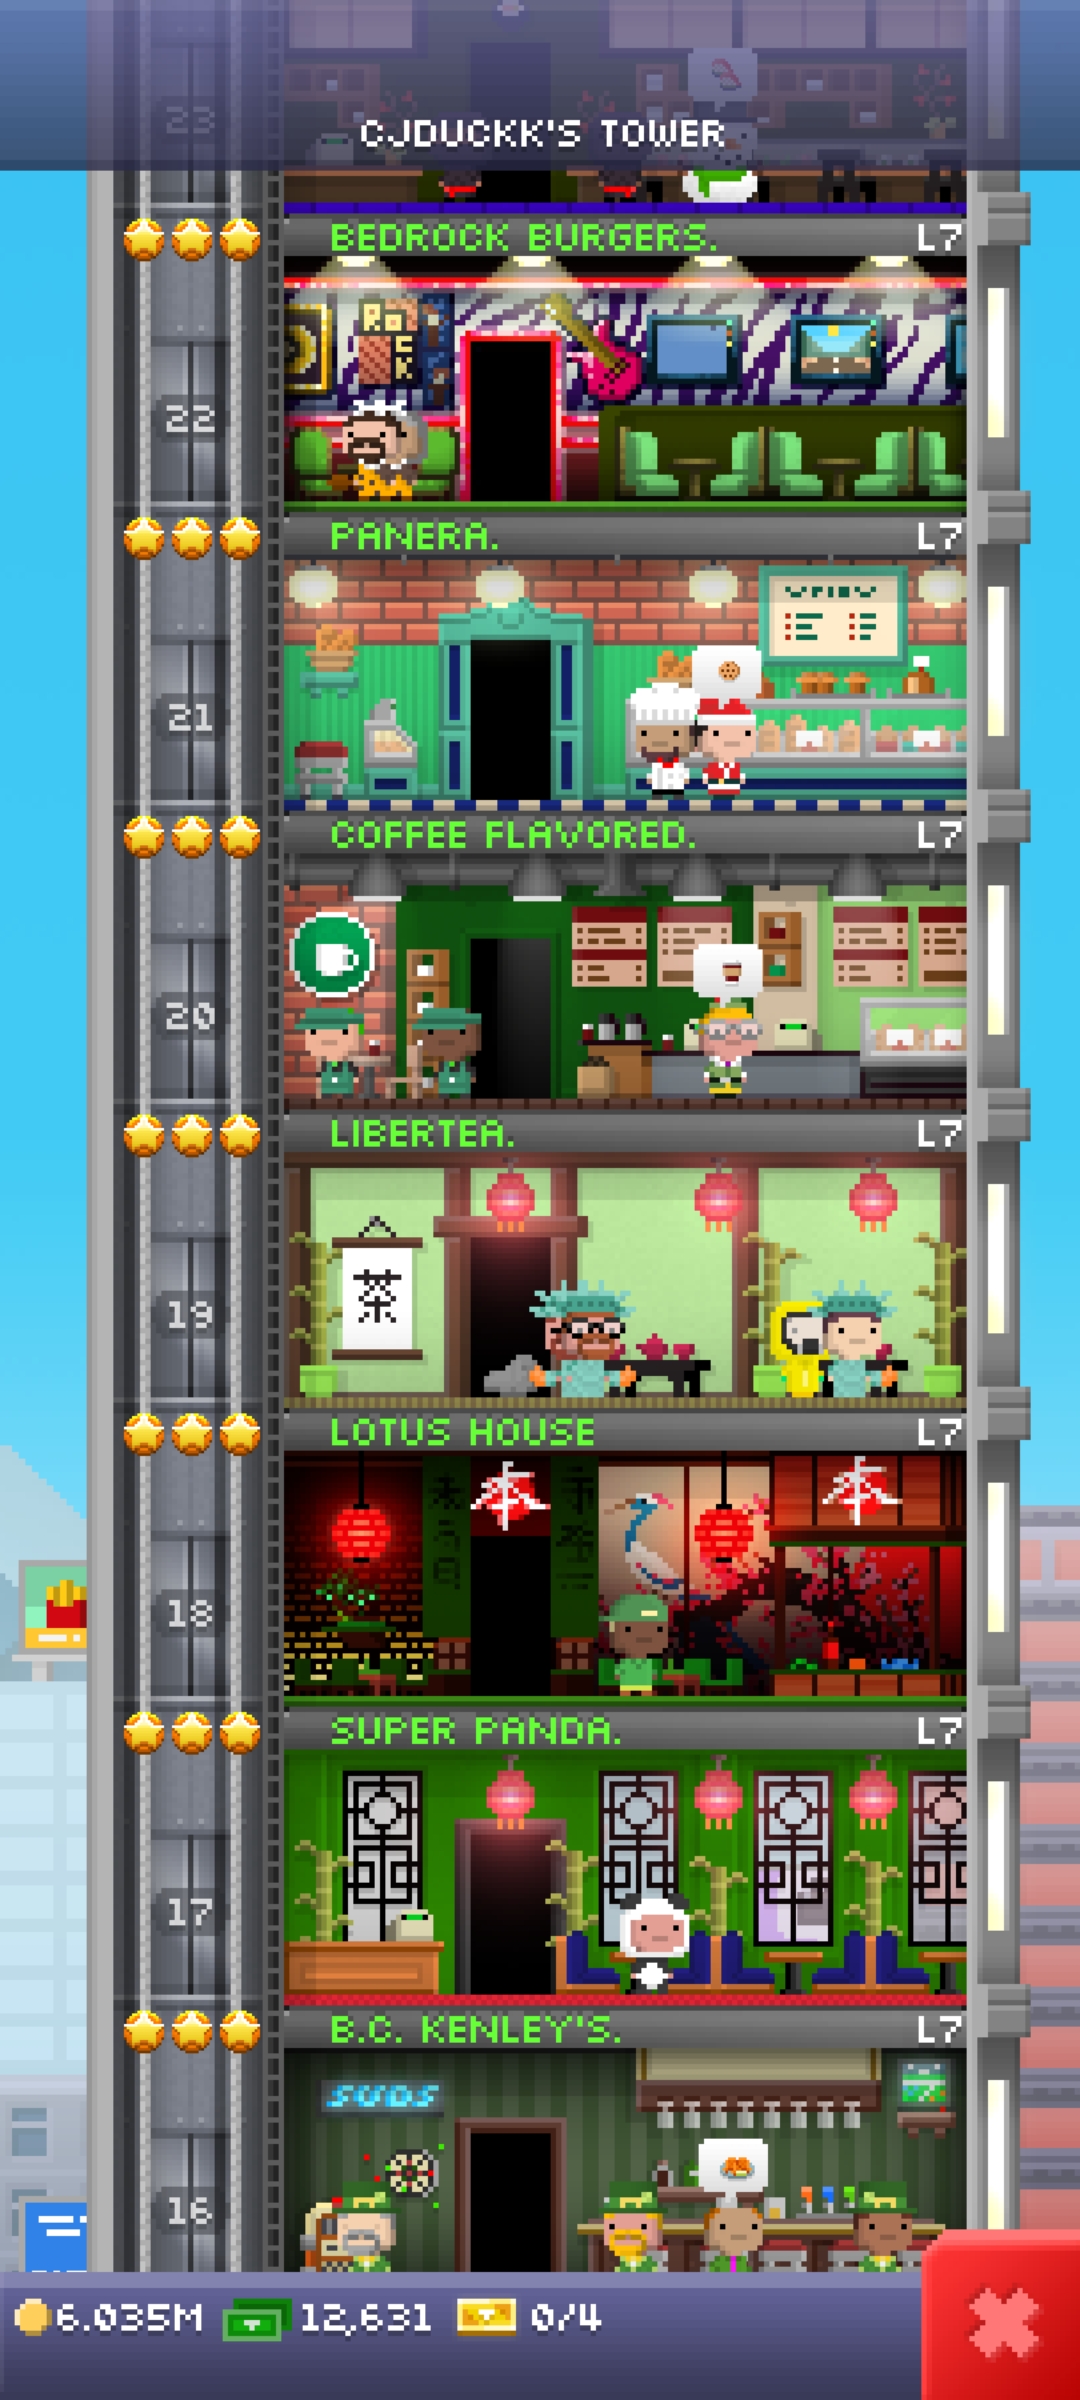 23
CJDUCKK'S TOWER
BEDROCK BURGERS. L7
ROCK
22
PANERA. L7
MENU
21
COFFEE FLAVORED. L7
20
LIBERTEA. L7
茶
19
LOTUS HOUSE L7
18
SUPER PANDA. L7
17
B.C. KENLEY'S. L7
SUDS
16
6.035M 12,631 0/4